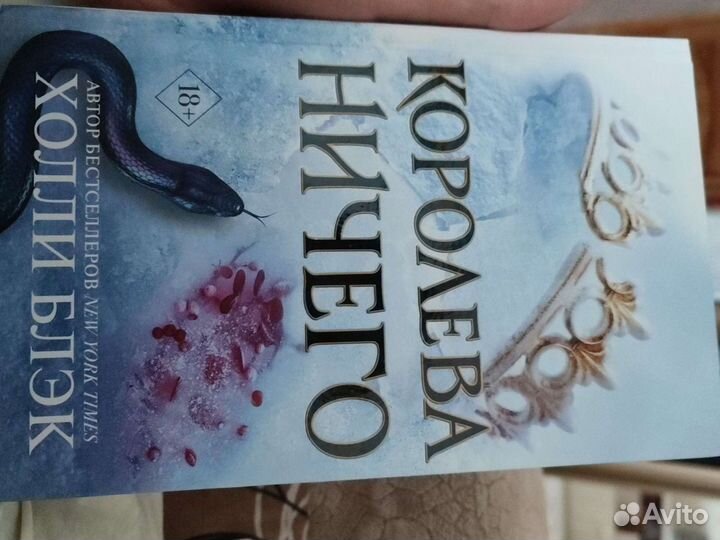 КОРОЛЕВА
НИЧЕГО
18+
АВТОР БЕСТСЕЛЛЕРОВ NEW YORK TIMES
ХОЛЛИ БЛЭК
Avito